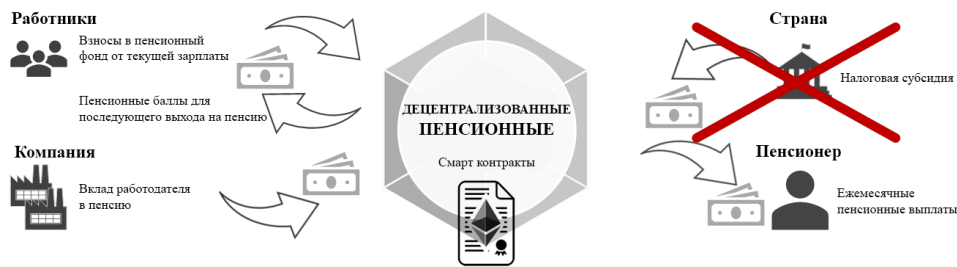 Работники
Взносы в пенсионный
фонд от текущей зарплаты
Пенсионные баллы для
последующего выхода на пенсию
Компания
Вклад работодателя
в пенсию
ДЕЦЕНТРАЛИЗОВАННЫЕ
ПЕНСИОННЫЕ
Смарт контракты
Страна
Налоговая субсидия
Пенсионер
Ежемесячные
пенсионные выплаты